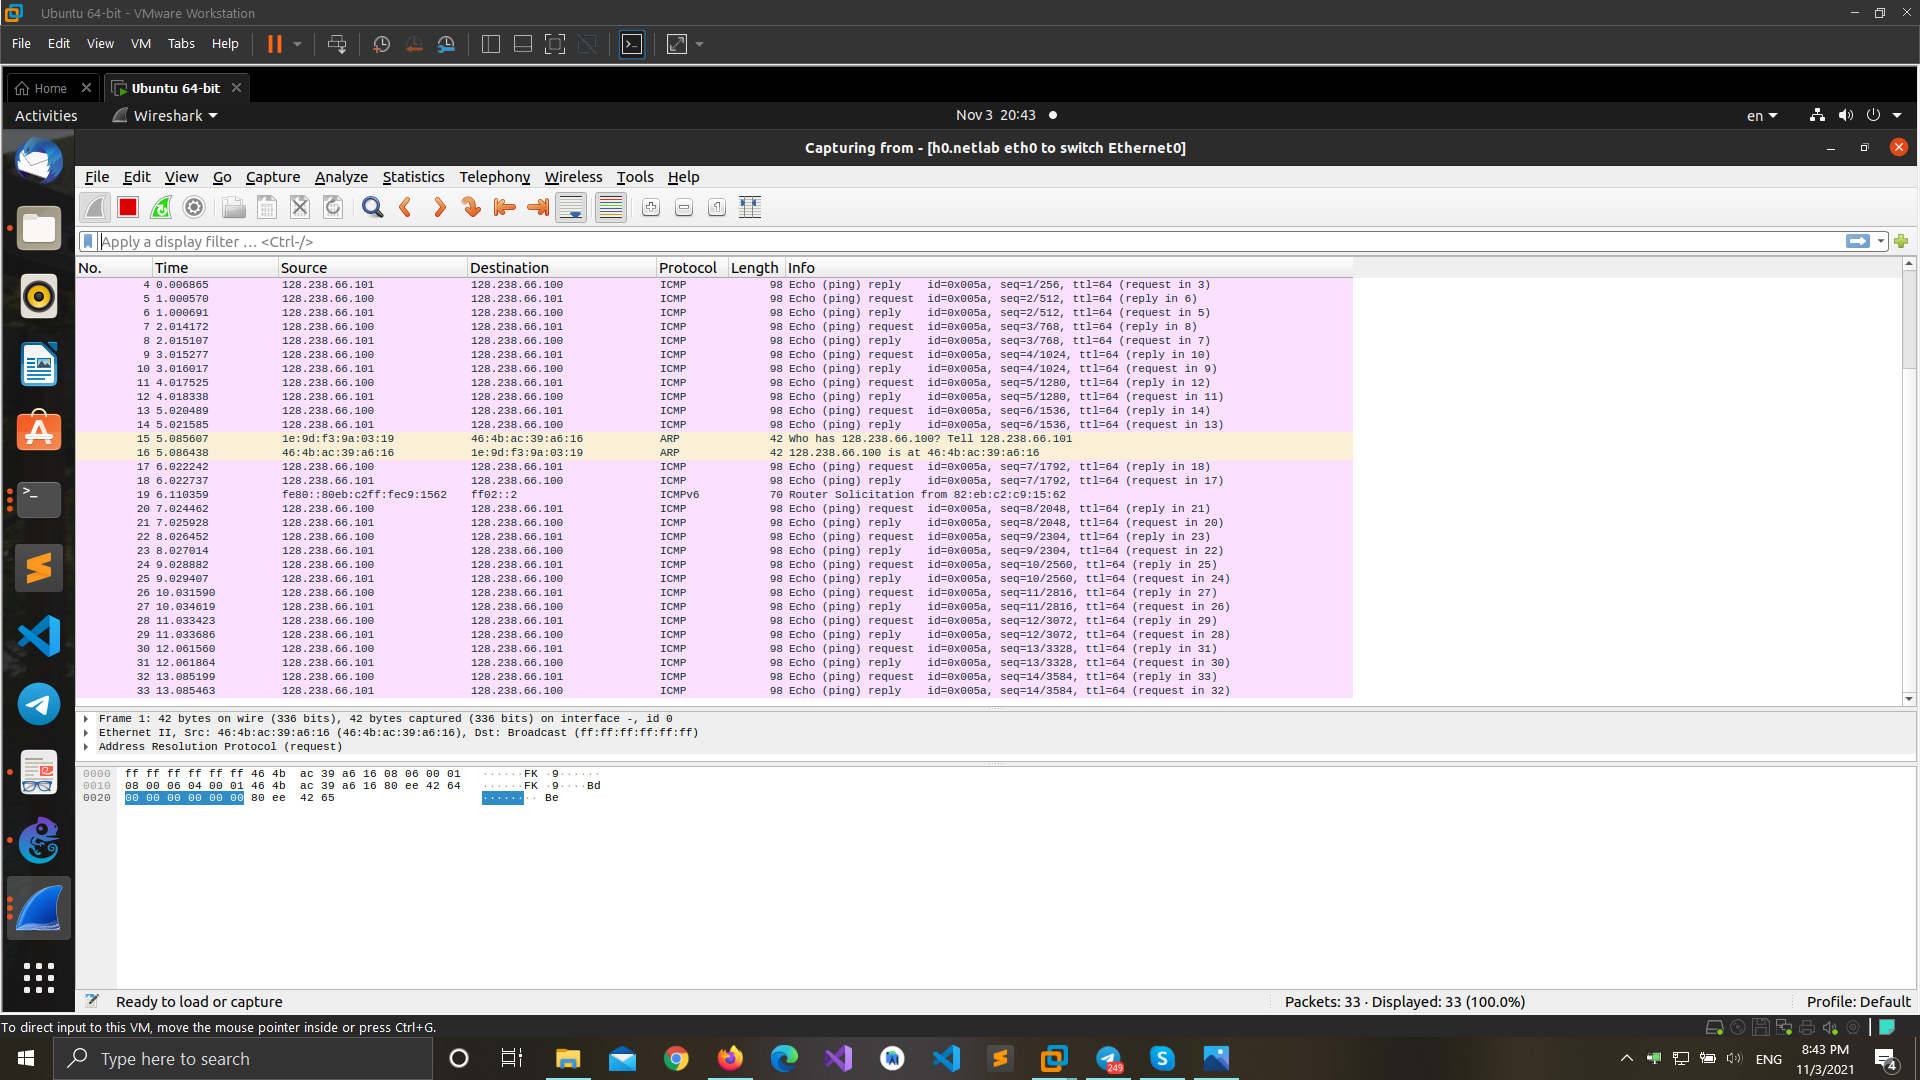 Ubuntu 64-bit - VMware Workstation
File Edit View VM Tabs Help
Home
Ubuntu 64-bit
Activities Wireshark Nov 3 20:43 en
Capturing from - [h0.netlab eth0 to switch Ethernet0]
File Edit View Go Capture Analyze Statistics Telephony Wireless Tools Help
Apply a display filter … <Ctrl-/>
No. Time Source Destination Protocol Length Info
4 0.006865 128.238.66.101 128.238.66.100 ICMP 98 Echo (ping) reply id=0x005a, seq=1/256, ttl=64 (request in 3)
5 1.000570 128.238.66.100 128.238.66.101 ICMP 98 Echo (ping) request id=0x005a, seq=2/512, ttl=64 (reply in 6)
6 1.000691 128.238.66.101 128.238.66.100 ICMP 98 Echo (ping) reply id=0x005a, seq=2/512, ttl=64 (request in 5)
7 2.014172 128.238.66.100 128.238.66.101 ICMP 98 Echo (ping) request id=0x005a, seq=3/768, ttl=64 (reply in 8)
8 2.015107 128.238.66.101 128.238.66.100 ICMP 98 Echo (ping) reply id=0x005a, seq=3/768, ttl=64 (request in 7)
9 3.015277 128.238.66.100 128.238.66.101 ICMP 98 Echo (ping) request id=0x005a, seq=4/1024, ttl=64 (reply in 10)
10 3.016017 128.238.66.101 128.238.66.100 ICMP 98 Echo (ping) reply id=0x005a, seq=4/1024, ttl=64 (request in 9)
11 4.017525 128.238.66.100 128.238.66.101 ICMP 98 Echo (ping) request id=0x005a, seq=5/1280, ttl=64 (reply in 12)
12 4.018338 128.238.66.101 128.238.66.100 ICMP 98 Echo (ping) reply id=0x005a, seq=5/1280, ttl=64 (request in 11)
13 5.020489 128.238.66.100 128.238.66.101 ICMP 98 Echo (ping) request id=0x005a, seq=6/1536, ttl=64 (reply in 14)
14 5.021585 128.238.66.101 128.238.66.100 ICMP 98 Echo (ping) reply id=0x005a, seq=6/1536, ttl=64 (request in 13)
15 5.085607 1e:9d:f3:9a:03:19 46:4b:ac:39:a6:16 ARP 42 Who has 128.238.66.100? Tell 128.238.66.101
16 5.086438 46:4b:ac:39:a6:16 1e:9d:f3:9a:03:19 ARP 42 128.238.66.100 is at 46:4b:ac:39:a6:16
17 6.022242 128.238.66.100 128.238.66.101 ICMP 98 Echo (ping) request id=0x005a, seq=7/1792, ttl=64 (reply in 18)
18 6.022737 128.238.66.101 128.238.66.100 ICMP 98 Echo (ping) reply id=0x005a, seq=7/1792, ttl=64 (request in 17)
19 6.110359 fe80::80eb:c2ff:fec9:1562 ff02::2 ICMPv6 70 Router Solicitation from 82:eb:c2:c9:15:62
20 7.024462 128.238.66.100 128.238.66.101 ICMP 98 Echo (ping) request id=0x005a, seq=8/2048, ttl=64 (reply in 21)
21 7.025928 128.238.66.101 128.238.66.100 ICMP 98 Echo (ping) reply id=0x005a, seq=8/2048, ttl=64 (request in 20)
22 8.026452 128.238.66.100 128.238.66.101 ICMP 98 Echo (ping) request id=0x005a, seq=9/2304, ttl=64 (reply in 23)
23 8.027014 128.238.66.101 128.238.66.100 ICMP 98 Echo (ping) reply id=0x005a, seq=9/2304, ttl=64 (request in 22)
24 9.028882 128.238.66.100 128.238.66.101 ICMP 98 Echo (ping) request id=0x005a, seq=10/2560, ttl=64 (reply in 25)
25 9.029407 128.238.66.101 128.238.66.100 ICMP 98 Echo (ping) reply id=0x005a, seq=10/2560, ttl=64 (request in 24)
26 10.031590 128.238.66.100 128.238.66.101 ICMP 98 Echo (ping) request id=0x005a, seq=11/2816, ttl=64 (reply in 27)
27 10.034619 128.238.66.101 128.238.66.100 ICMP 98 Echo (ping) reply id=0x005a, seq=11/2816, ttl=64 (request in 26)
28 11.033423 128.238.66.100 128.238.66.101 ICMP 98 Echo (ping) request id=0x005a, seq=12/3072, ttl=64 (reply in 29)
29 11.033686 128.238.66.101 128.238.66.100 ICMP 98 Echo (ping) reply id=0x005a, seq=12/3072, ttl=64 (request in 28)
30 12.061560 128.238.66.100 128.238.66.101 ICMP 98 Echo (ping) request id=0x005a, seq=13/3328, ttl=64 (reply in 31)
31 12.061864 128.238.66.101 128.238.66.100 ICMP 98 Echo (ping) reply id=0x005a, seq=13/3328, ttl=64 (request in 30)
32 13.085199 128.238.66.100 128.238.66.101 ICMP 98 Echo (ping) request id=0x005a, seq=14/3584, ttl=64 (reply in 33)
33 13.085463 128.238.66.101 128.238.66.100 ICMP 98 Echo (ping) reply id=0x005a, seq=14/3584, ttl=64 (request in 32)
Frame 1: 42 bytes on wire (336 bits), 42 bytes captured (336 bits) on interface -, id 0
Ethernet II, Src: 46:4b:ac:39:a6:16 (46:4b:ac:39:a6:16), Dst: Broadcast (ff:ff:ff:ff:ff:ff)
Address Resolution Protocol (request)
0000 ff ff ff ff ff ff 46 4b ac 39 a6 16 08 06 00 01 ······FK ·9······
0010 08 00 06 04 00 01 46 4b ac 39 a6 16 80 ee 42 64 ······FK ·9····Bd
0020 00 00 00 00 00 00 80 ee 42 65 ········ Be
Ready to load or capture
Packets: 33 · Displayed: 33 (100.0%)
Profile: Default
To direct input to this VM, move the mouse pointer inside or press Ctrl+G.
Type here to search
249
ENG
8:43 PM
11/3/2021
4